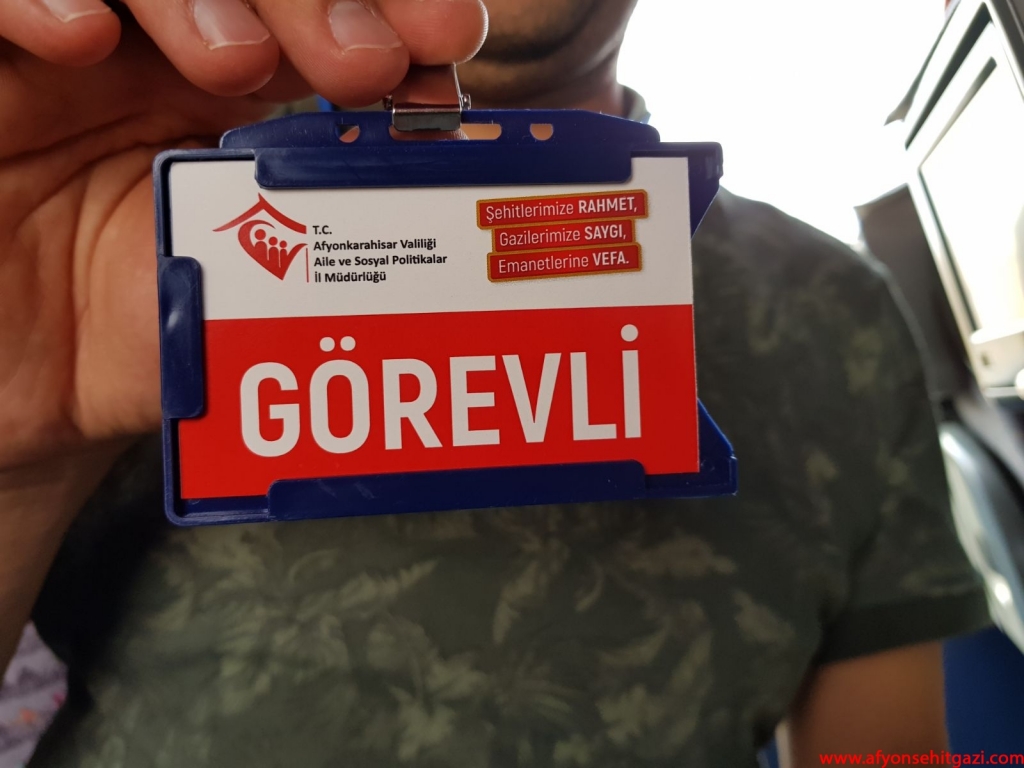 T.C.
Afyonkarahisar Valiliği
Aile ve Sosyal Politikalar
İl Müdürlüğü
Şehitlerimize RAHMET,
Gazilerimize SAYGI,
Emanetlerine VEFA.
GÖREVLİ
www.afyonsehitgazi.com